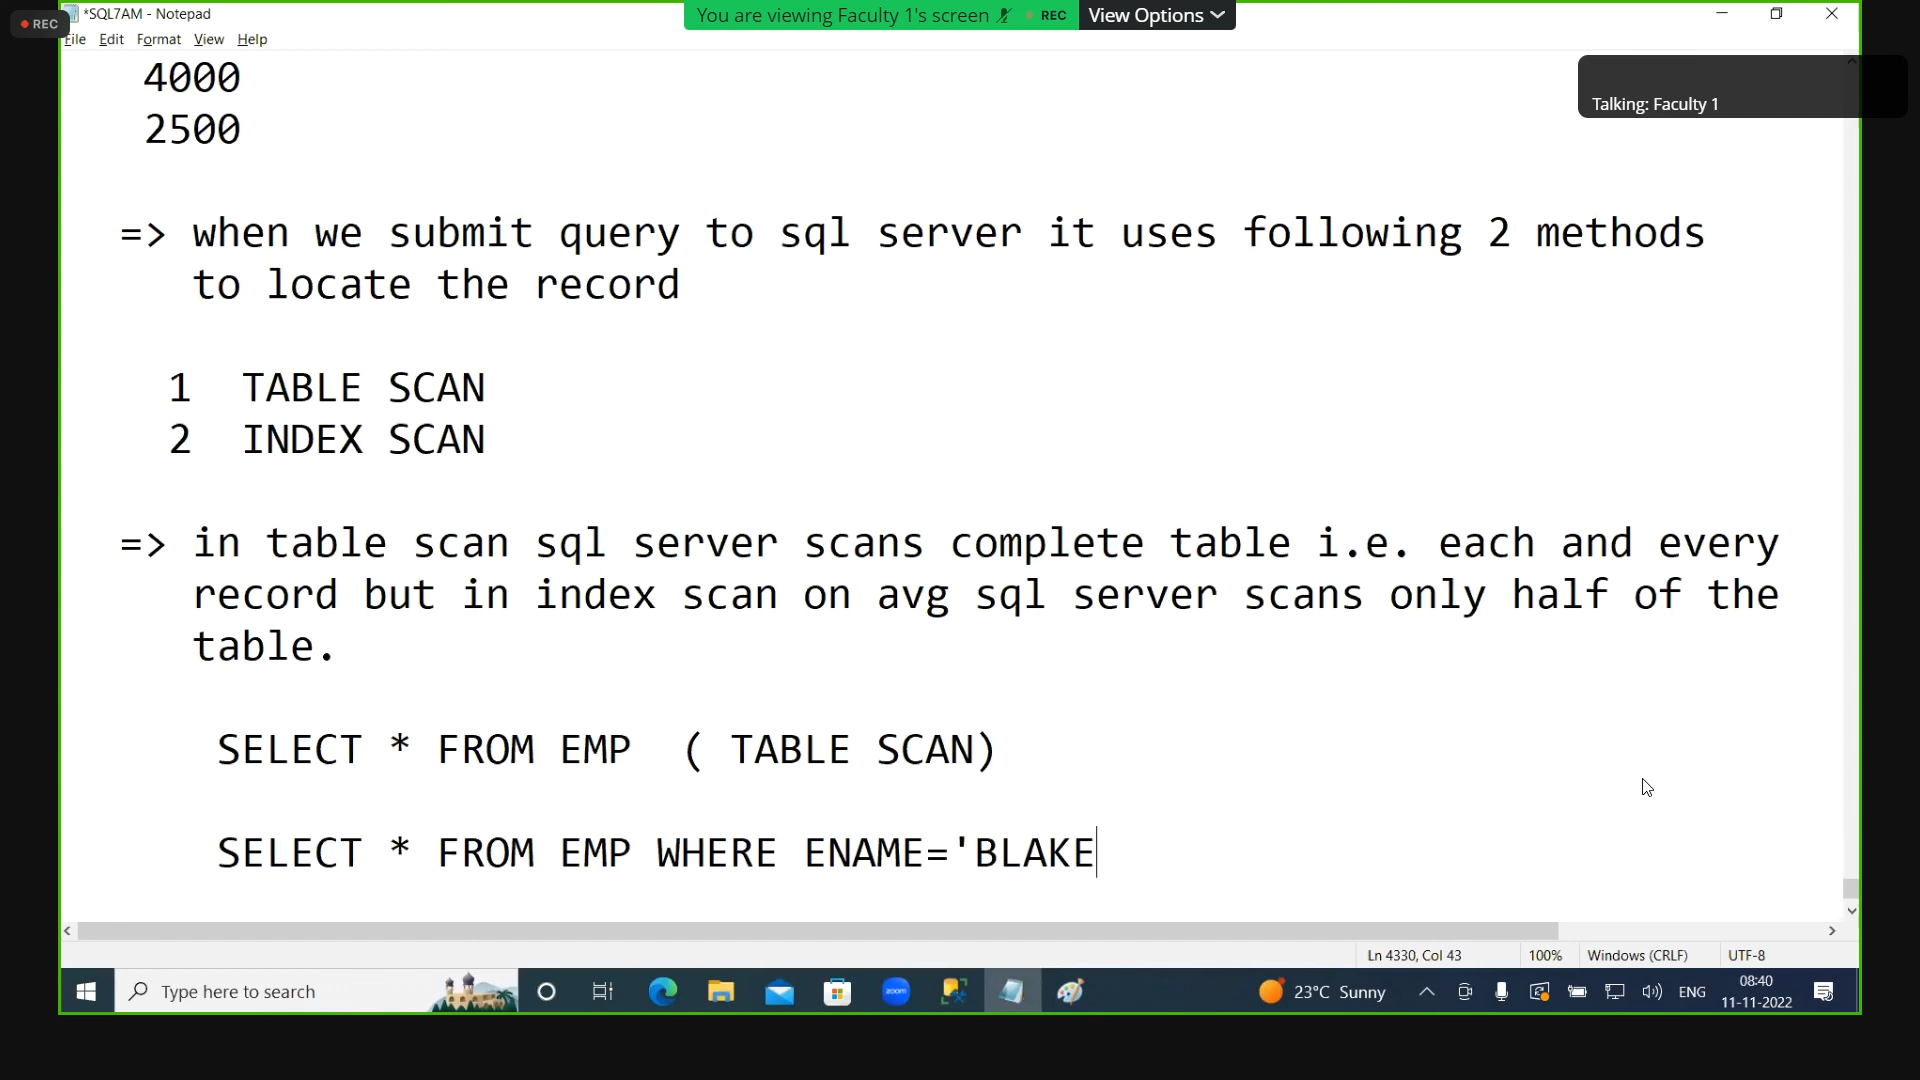 REC
*SQL7AM - Notepad
You are viewing Faculty 1's screen REC View Options
File Edit Format View Help
Talking: Faculty 1
4000
2500
=> when we submit query to sql server it uses following 2 methods
to locate the record
1 TABLE SCAN
2 INDEX SCAN
=> in table scan sql server scans complete table i.e. each and every
record but in index scan on avg sql server scans only half of the
table.
SELECT * FROM EMP ( TABLE SCAN)
SELECT * FROM EMP WHERE ENAME='BLAKE
Ln 4330, Col 43 100% Windows (CRLF) UTF-8
Type here to search
zoom
23°C Sunny
ENG
08:40
11-11-2022